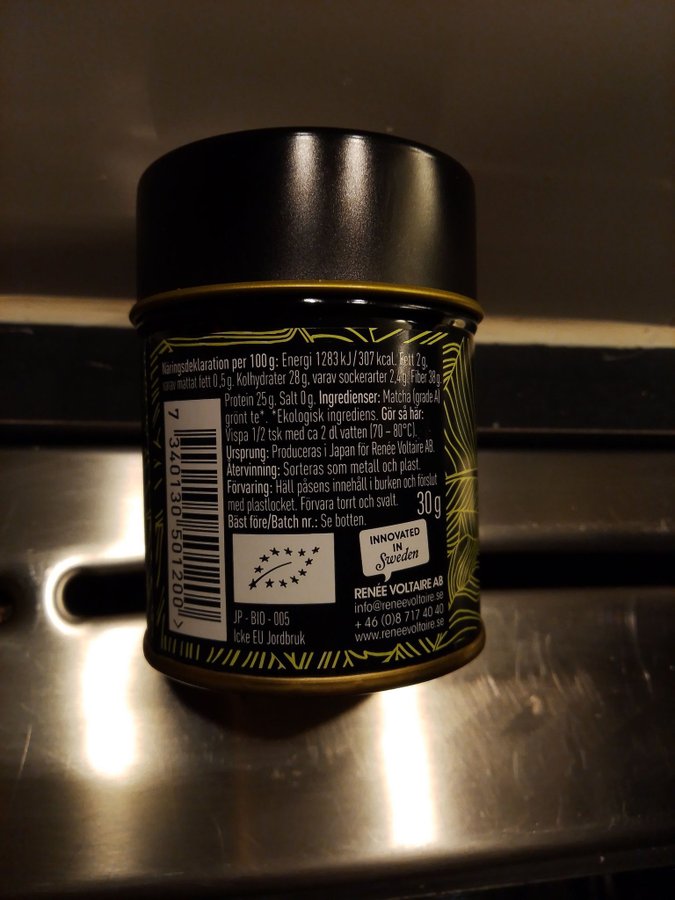 Näringsdeklaration per 100 g: Energi 1283 kJ/307 kcal. Fett 2 g,
varav mättat fett 0,5 g. Kolhydrater 28 g, varav sockerarter 2,4 g. Fiber 38 g.
Protein 25 g. Salt 0 g. Ingredienser: Matcha (grade A)
grönt te*. *Ekologisk ingrediens. Gör så här:
Vispa 1/2 tsk med ca 2 dl vatten (70 - 80°C).
Ursprung: Produceras i Japan för Renée Voltaire AB.
Återvinning: Sorteras som metall och plast.
Förvaring: Häll påsens innehåll i burken och förslut
med plastlocket. Förvara torrt och svalt.
30 g
Bäst före/Batch nr.: Se botten.
7 340130 501200 >
INNOVATED
IN
Sweden
JP - BIO - 005
Icke EU Jordbruk
RENÉE VOLTAIRE AB
info@reneevoltaire.se
+ 46 (0)8 717 40 40
www.reneevoltaire.se